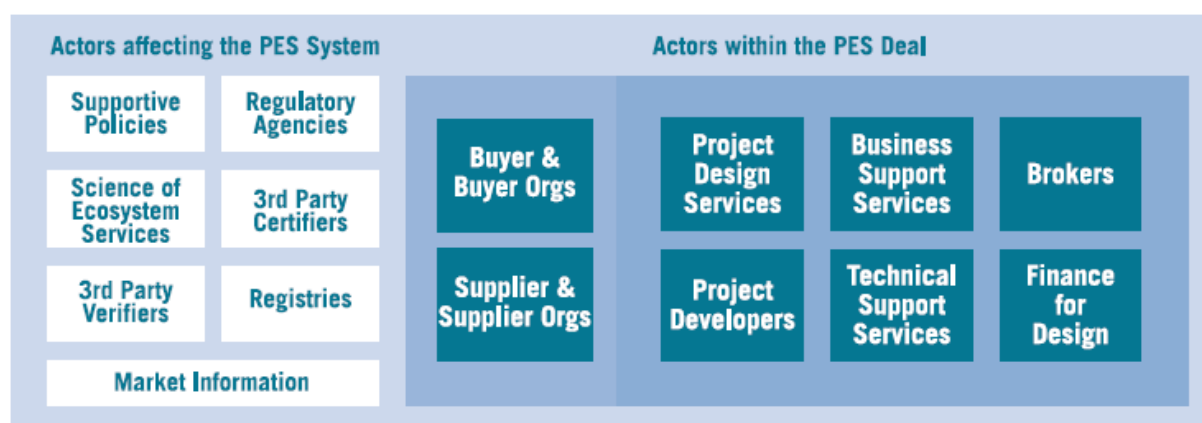 Actors affecting the PES System
Supportive
Policies
Regulatory
Agencies
Science of
Ecosystem
Services
3rd Party
Certifiers
3rd Party
Verifiers
Registries
Market Information
Actors within the PES Deal
Buyer &
Buyer Orgs
Supplier &
Supplier Orgs
Project
Design
Services
Business
Support
Services
Brokers
Project
Developers
Technical
Support
Services
Finance
for
Design